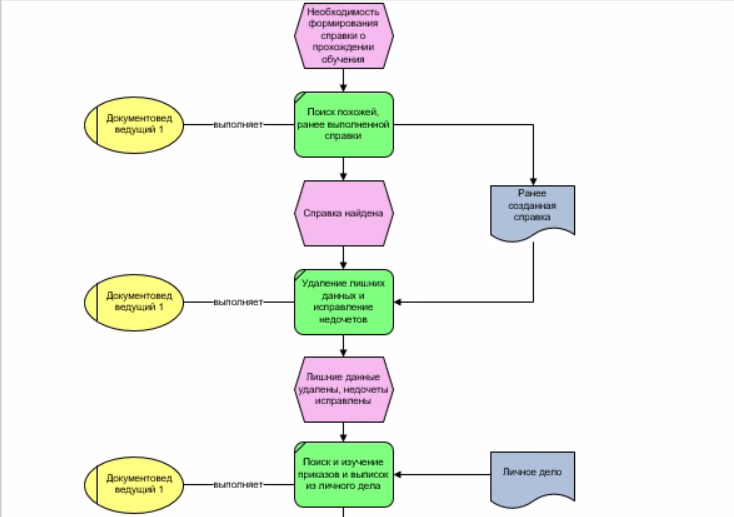 Необходимость
формирования
справки о
прохождении
обучения
Документовед
ведущий 1
выполняет
Поиск похожей,
ранее выполненной
справки
Справка найдена
Ранее
созданная
справка
Документовед
ведущий 1
выполняет
Удаление лишних
данных и
исправление
недочетов
Лишние данные
удалены, недочеты
исправлены
Документовед
ведущий 1
выполняет
Поиск и изучение
приказов и выписок
из личного дела
Личное дело